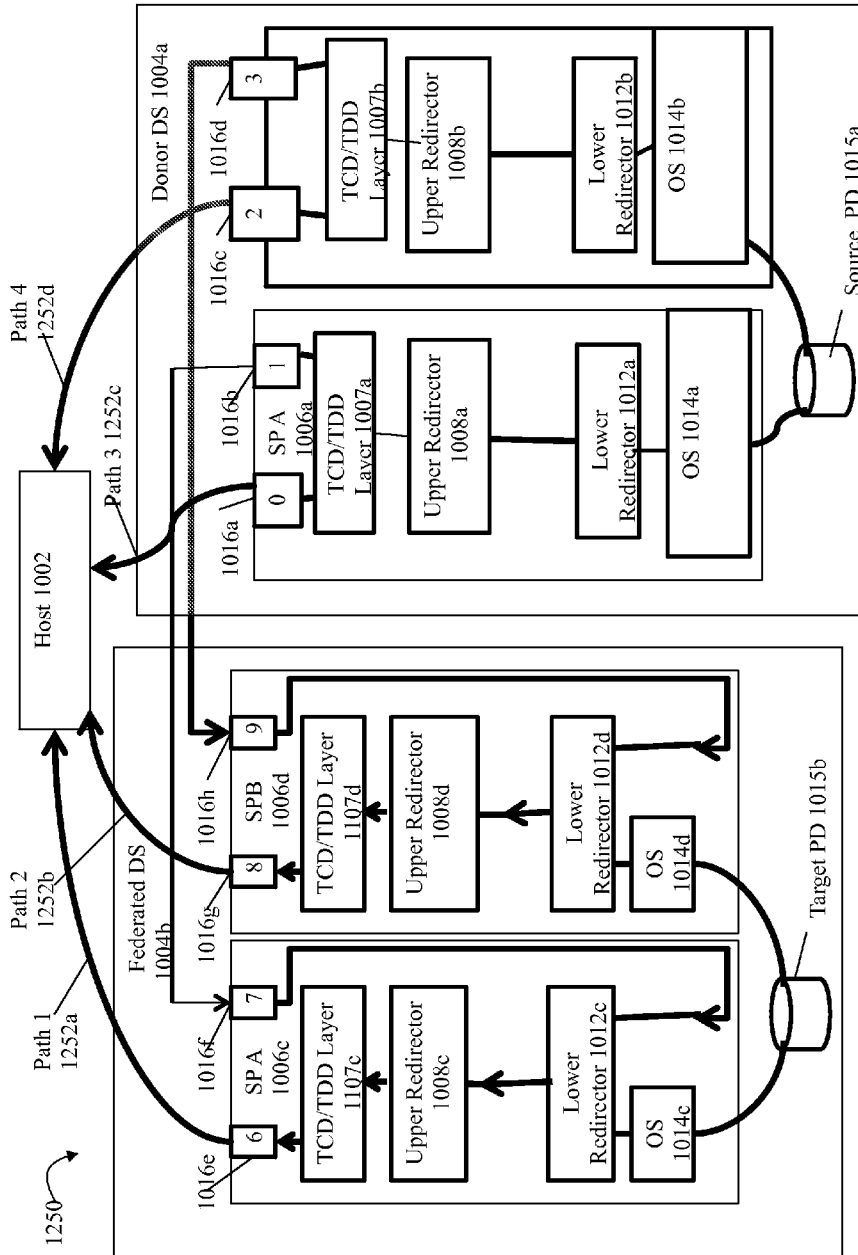 1250
Path 1
1252a
Path 2
1252b
Host 1002
Path 3 1252c
Path 4
1252d
Federated DS
1004b
Donor DS 1004a
1016e
1016f
1016g
1016h
1016a
1016b
1016c
1016d
6
SP A
1006c
7
8
SPB
1006d
9
0
SP A
1006a
1
2
3
TCD/TDD Layer
1107c
TCD/TDD Layer
1107d
TCD/TDD
Layer 1007a
TCD/TDD
Layer 1007b
Upper Redirector
1008c
Upper Redirector
1008d
Upper Redirector
1008a
Upper Redirector
1008b
Lower
Redirector 1012c
Lower
Redirector 1012d
Lower
Redirector 1012a
Lower
Redirector 1012b
OS
1014c
OS
1014d
OS 1014a
OS 1014b
Target PD 1015b
Source PD 1015a